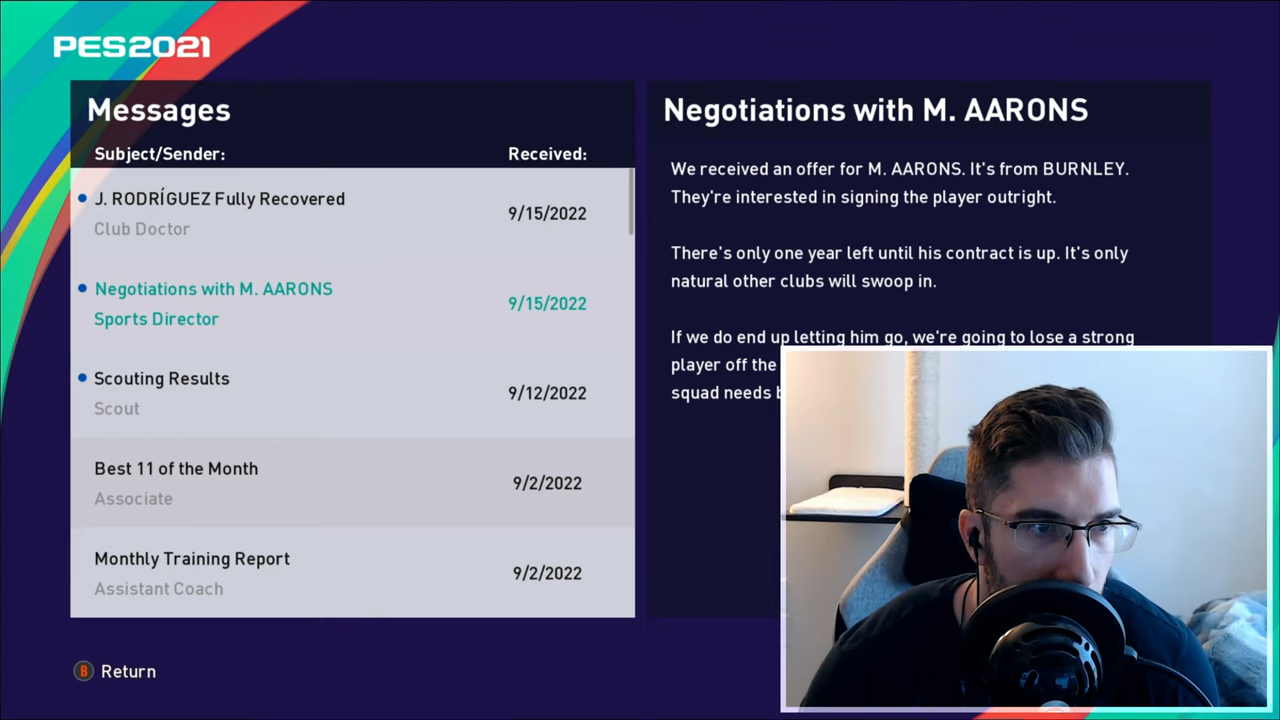 PES2021
Messages
Subject/Sender:
Received:
J. RODRÍGUEZ Fully Recovered
Club Doctor
9/15/2022
Negotiations with M. AARONS
Sports Director
9/15/2022
Scouting Results
Scout
9/12/2022
Best 11 of the Month
Associate
9/2/2022
Monthly Training Report
Assistant Coach
9/2/2022
Negotiations with M. AARONS
We received an offer for M. AARONS. It's from BURNLEY.
They're interested in signing the player outright.
There's only one year left until his contract is up. It's only
natural other clubs will swoop in.
If we do end up letting him go, we're going to lose a strong
player off the
squad needs
B Return